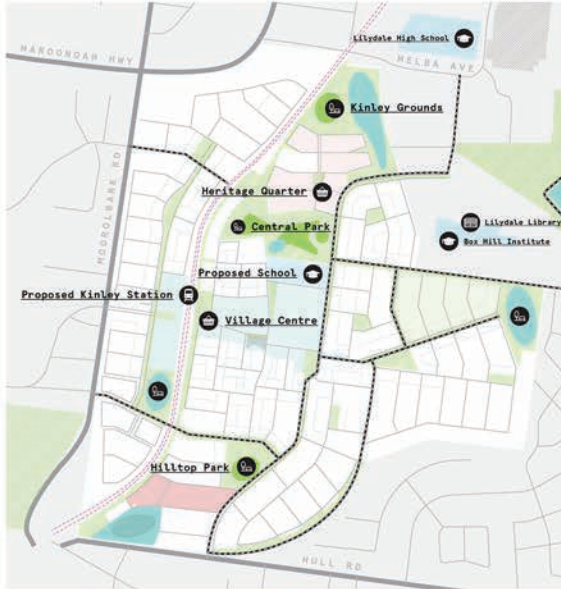 Lilydale High School
MAROONDAH HWY
MELBA AVE
Kinley Grounds
MOOROLBARK RD
Heritage Quarter
Central Park
Lilydale Library
Box Hill Institute
Proposed School
Proposed Kinley Station
Village Centre
Hilltop Park
HULL RD